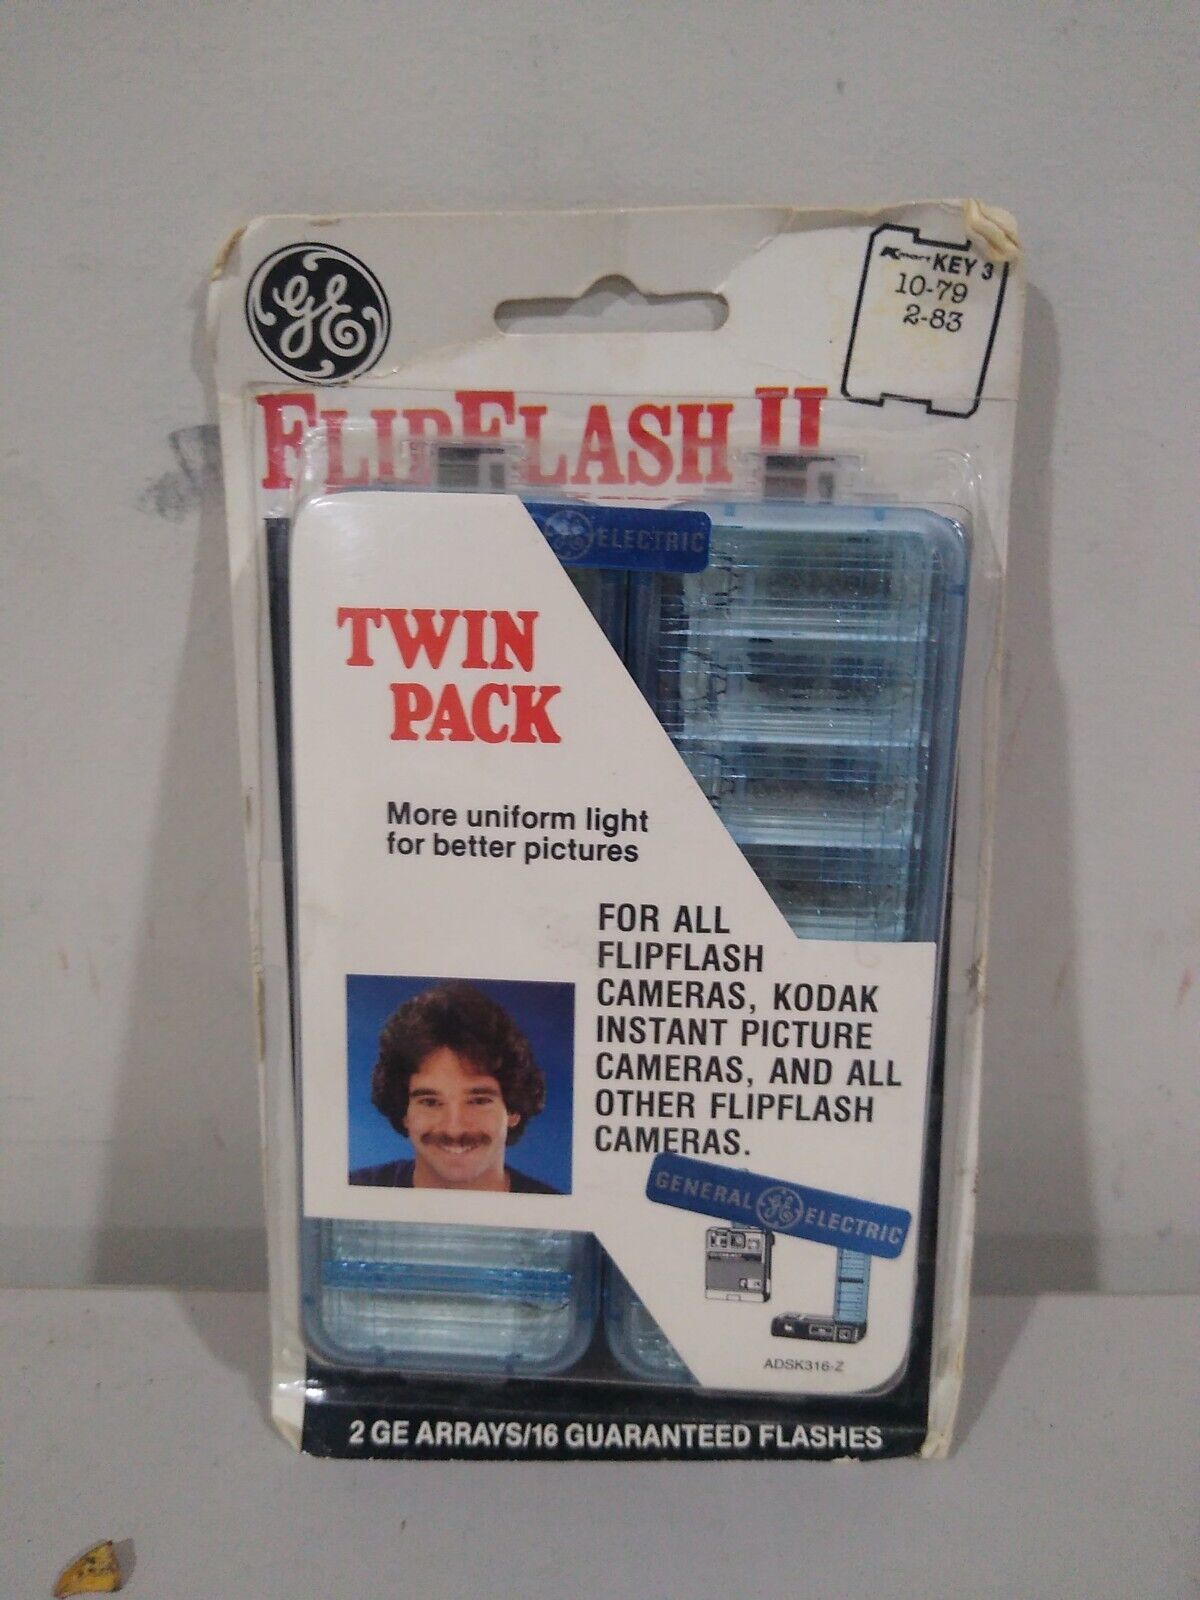 GE
Kmart KEY 3
10-79
2-83
FLIPFLASH II
GE ELECTRIC
TWIN
PACK
More uniform light
for better pictures
FOR ALL
FLIPFLASH
CAMERAS, KODAK
INSTANT PICTURE
CAMERAS, AND ALL
OTHER FLIPFLASH
CAMERAS.
GENERAL GE ELECTRIC
ADSK316-Z
2 GE ARRAYS/16 GUARANTEED FLASHES